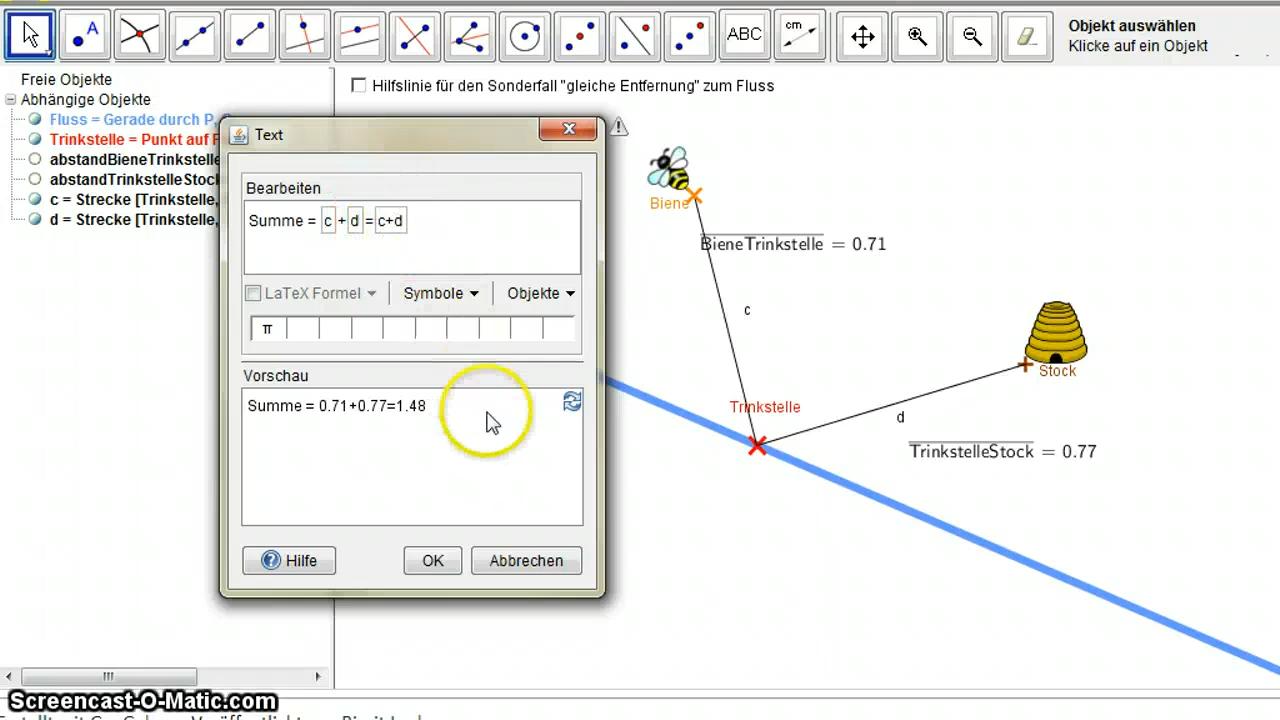 A
ABC
cm
Objekt auswählen
Klicke auf ein Objekt
Freie Objekte
Abhängige Objekte
Fluss = Gerade durch P,
Trinkstelle = Punkt auf F
abstandBieneTrinkstelle
abstandTrinkstelleStock
c = Strecke [Trinkstelle,
d = Strecke [Trinkstelle,
Hilfslinie für den Sonderfall "gleiche Entfernung" zum Fluss
Text
Bearbeiten
Summe = c + d = c+d
LaTeX Formel
Symbole
Objekte
π
Vorschau
Summe = 0.71+0.77=1.48
Hilfe
OK
Abbrechen
Biene
BieneTrinkstelle = 0.71
c
Stock
Trinkstelle
d
TrinkstelleStock = 0.77
Screencast-O-Matic.com